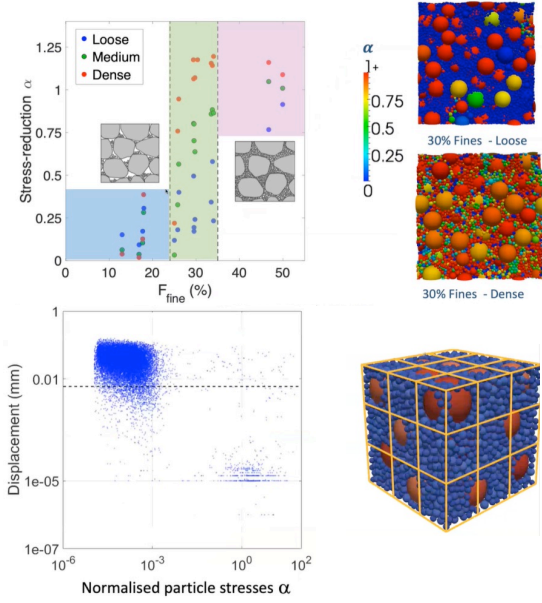 Stress-reduction α
1.25
1
0.75
0.50
0.25
0
Loose
Medium
Dense
0
10
20
30
40
50
F_fine (%)
α
1+
0.75
0.25
0
30% Fines - Loose
30% Fines - Dense
Displacement (mm)
1
0.01
1e-05
1e-07
10^-6
10^-3
10^0
10^2
Normalised particle stresses α